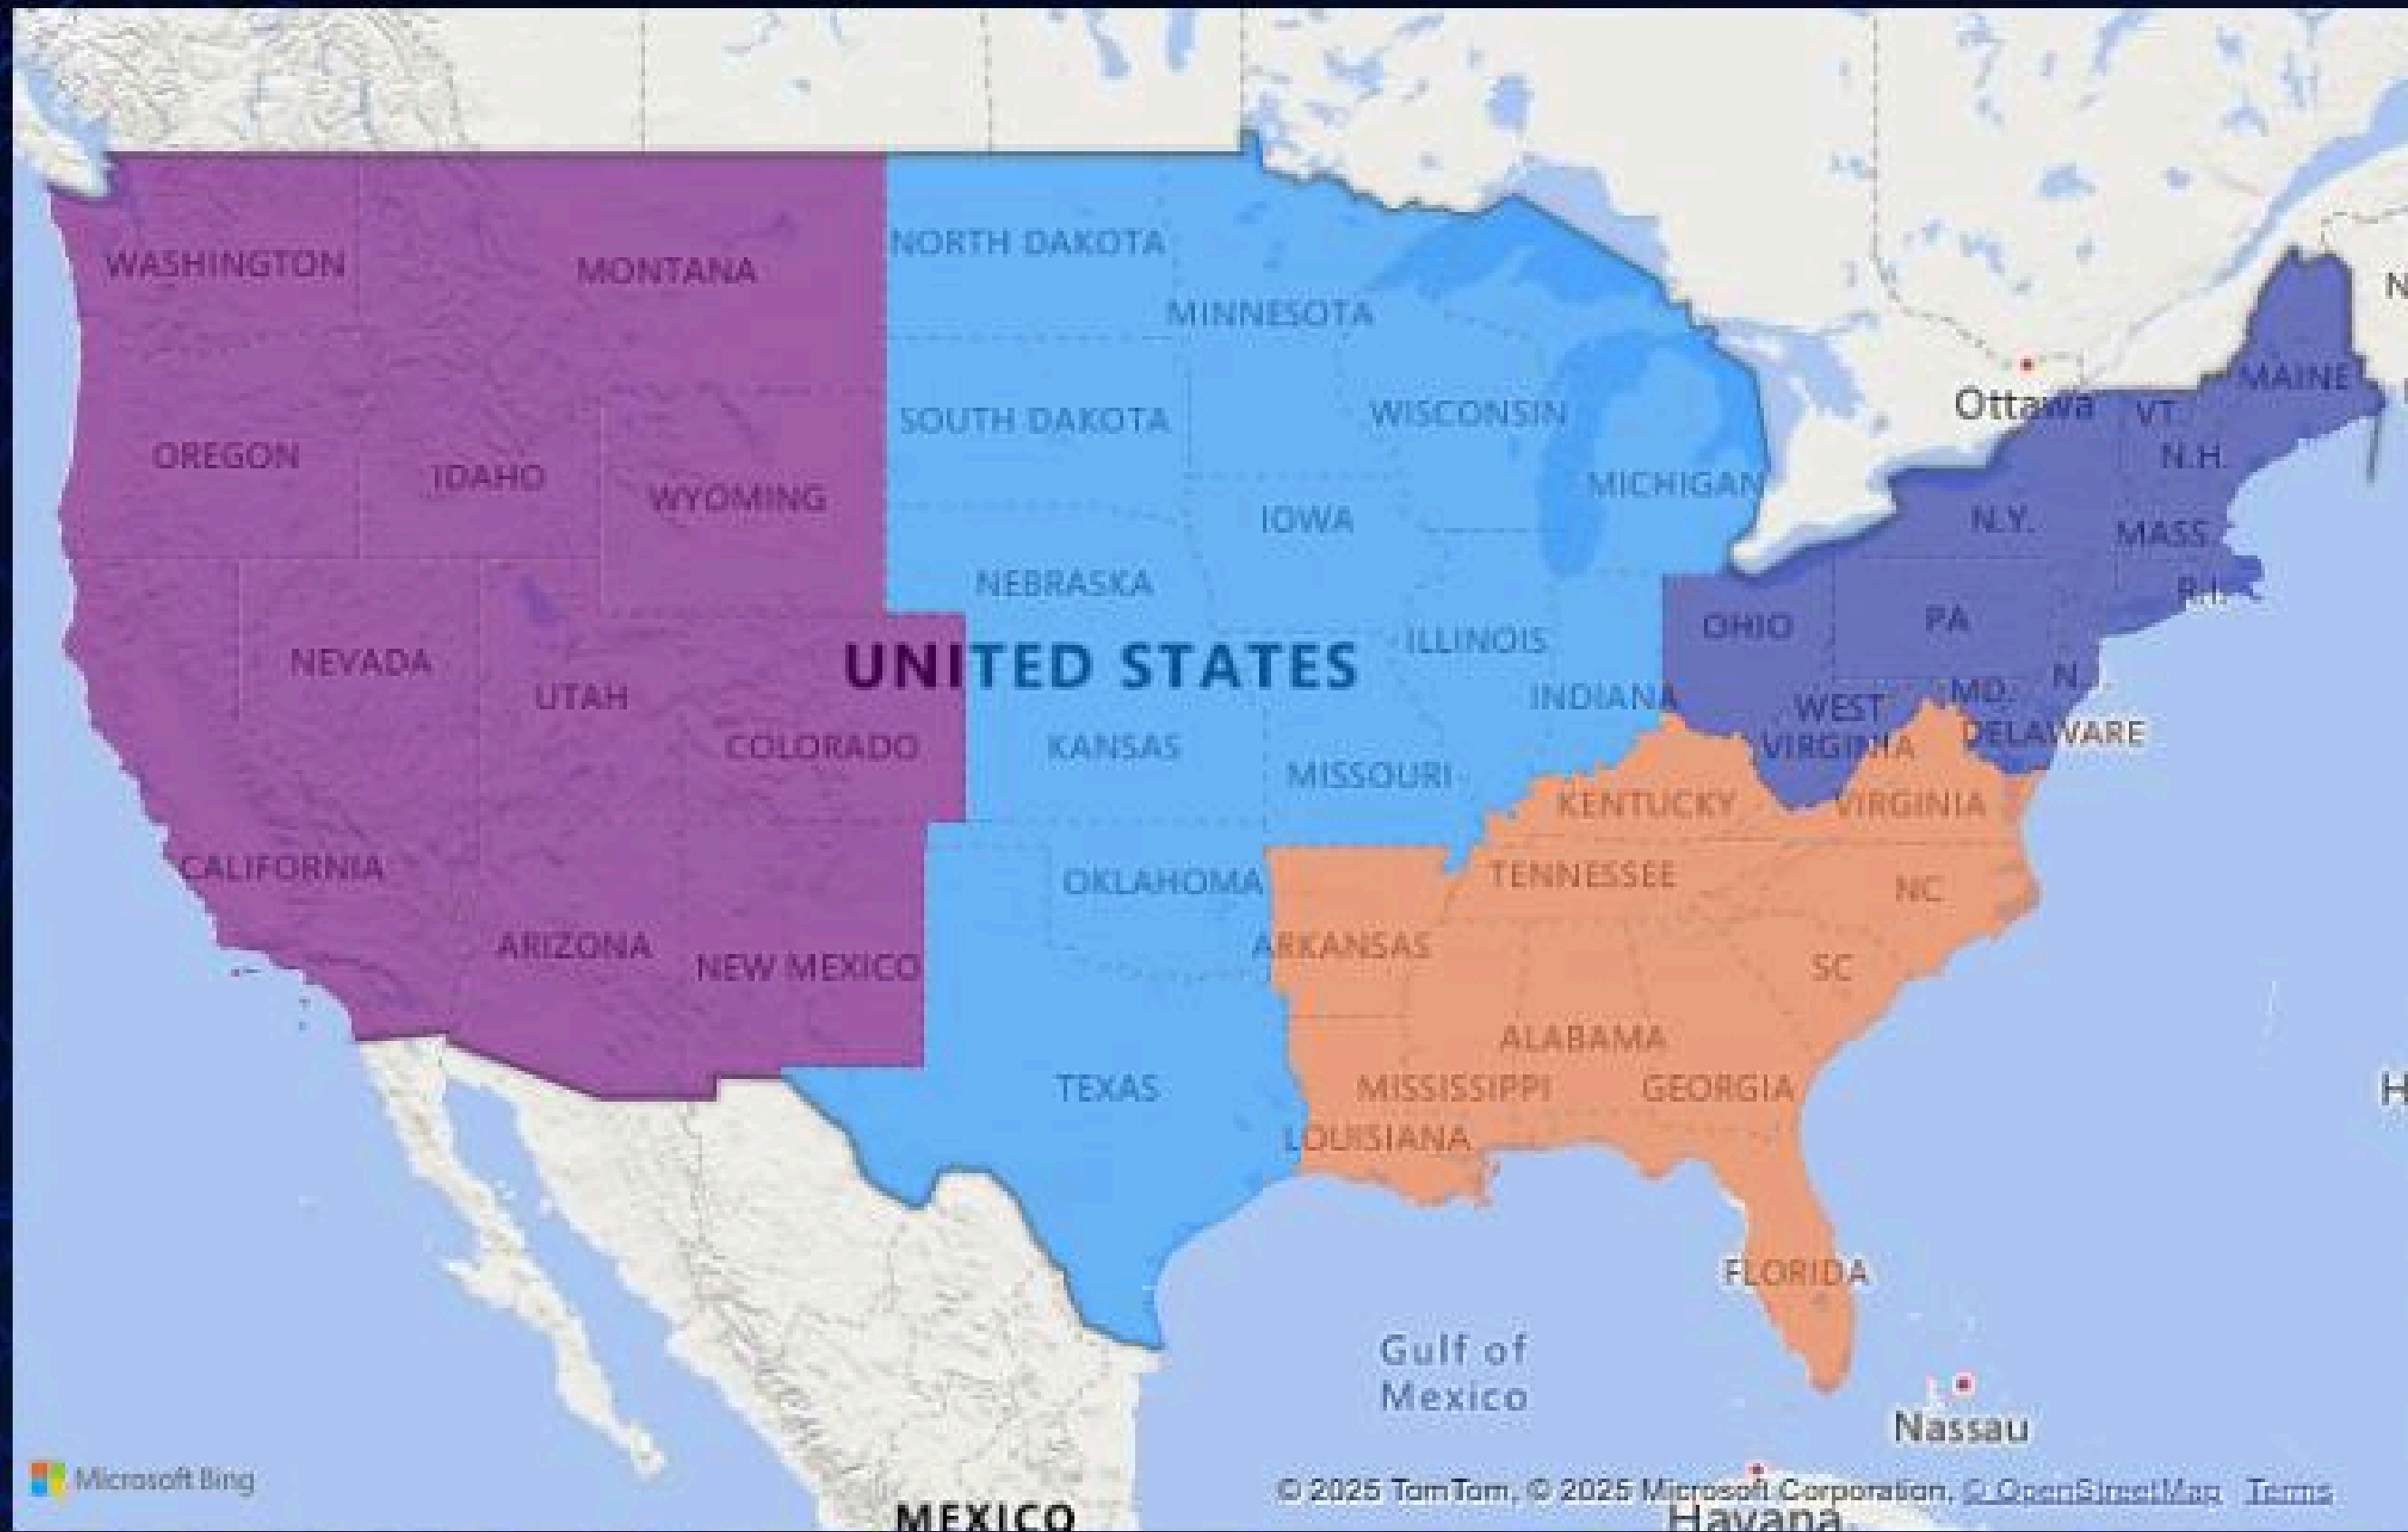 NORTH DAKOTA
WASHINGTON
MONTANA
MINNESOTA
MAINE
Ottawa
VT.
SOUTH DAKOTA
WISCONSIN
N.H.
OREGON
IDAHO
MICHIGAN
WYOMING
IOWA
N.Y.
MASS.
NEBRASKA
R.I.
OHIO
PA
ILLINOIS
NEVADA
UNITED STATES
UTAH
INDIANA
MD.
N.
WEST
VIRGINIA
DELAWARE
COLORADO
KANSAS
MISSOURI
KENTUCKY
VIRGINIA
CALIFORNIA
OKLAHOMA
TENNESSEE
NC
ARIZONA
NEW MEXICO
ARKANSAS
SC
ALABAMA
TEXAS
MISSISSIPPI
GEORGIA
LOUISIANA
FLORIDA
Gulf of
Mexico
Nassau
Microsoft Bing
© 2025 TomTom, © 2025 Microsoft Corporation, © OpenStreetMap Terms
MEXICO
Havana